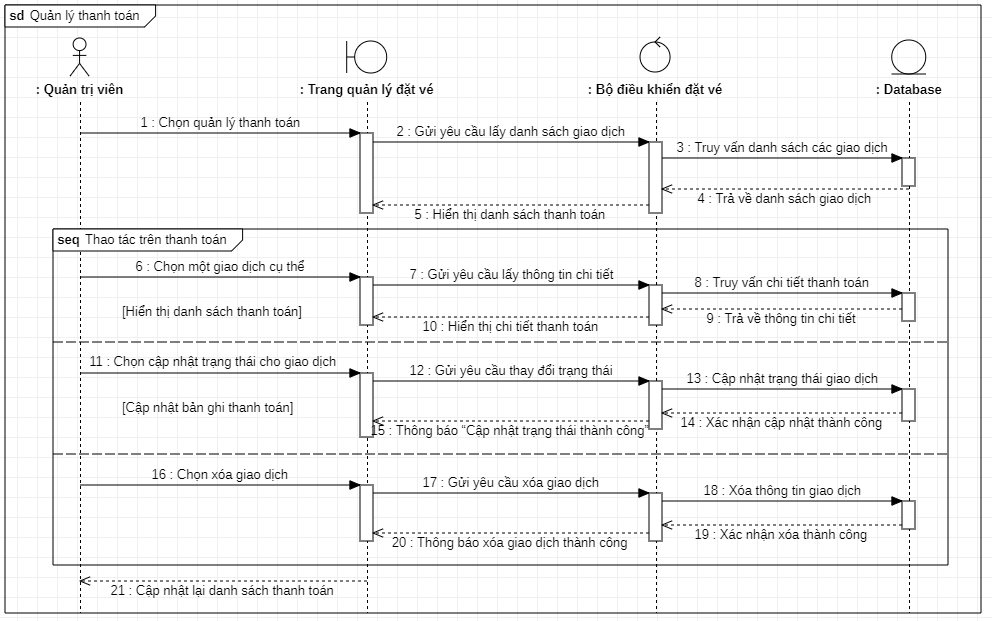 sd Quản lý thanh toán
: Quản trị viên
: Trang quản lý đặt vé
: Bộ điều khiển đặt vé
: Database
1 : Chọn quản lý thanh toán
2 : Gửi yêu cầu lấy danh sách giao dịch
3 : Truy vấn danh sách các giao dịch
4 : Trả về danh sách giao dịch
5 : Hiển thị danh sách thanh toán
seq Thao tác trên thanh toán
6 : Chọn một giao dịch cụ thể
7 : Gửi yêu cầu lấy thông tin chi tiết
8 : Truy vấn chi tiết thanh toán
[Hiển thị danh sách thanh toán]
9 : Trả về thông tin chi tiết
10 : Hiển thị chi tiết thanh toán
11 : Chọn cập nhật trạng thái cho giao dịch
12 : Gửi yêu cầu thay đổi trạng thái
13 : Cập nhật trạng thái giao dịch
[Cập nhật bản ghi thanh toán]
14 : Xác nhận cập nhật thành công
15 : Thông báo “Cập nhật trạng thái thành công”
16 : Chọn xóa giao dịch
17 : Gửi yêu cầu xóa giao dịch
18 : Xóa thông tin giao dịch
19 : Xác nhận xóa thành công
20 : Thông báo xóa giao dịch thành công
21 : Cập nhật lại danh sách thanh toán